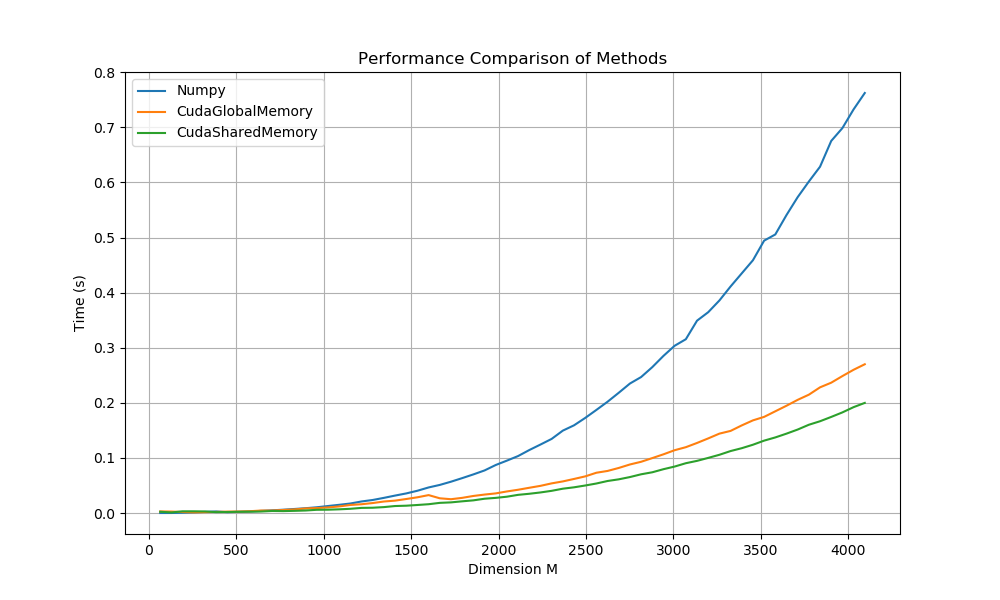 Performance Comparison of Methods
Numpy
CudaGlobalMemory
CudaSharedMemory
0.8
0.7
0.6
0.5
0.4
0.3
0.2
0.1
0.0
Time (s)
0 500 1000 1500 2000 2500 3000 3500 4000
Dimension M